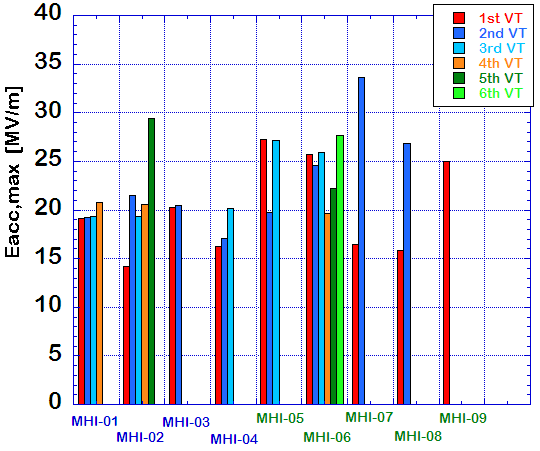 40
35
30
25
20
15
10
5
0
Eacc,max [MV/m]
1st VT
2nd VT
3rd VT
4th VT
5th VT
6th VT
MHI-01
MHI-02
MHI-03
MHI-04
MHI-05
MHI-06
MHI-07
MHI-08
MHI-09